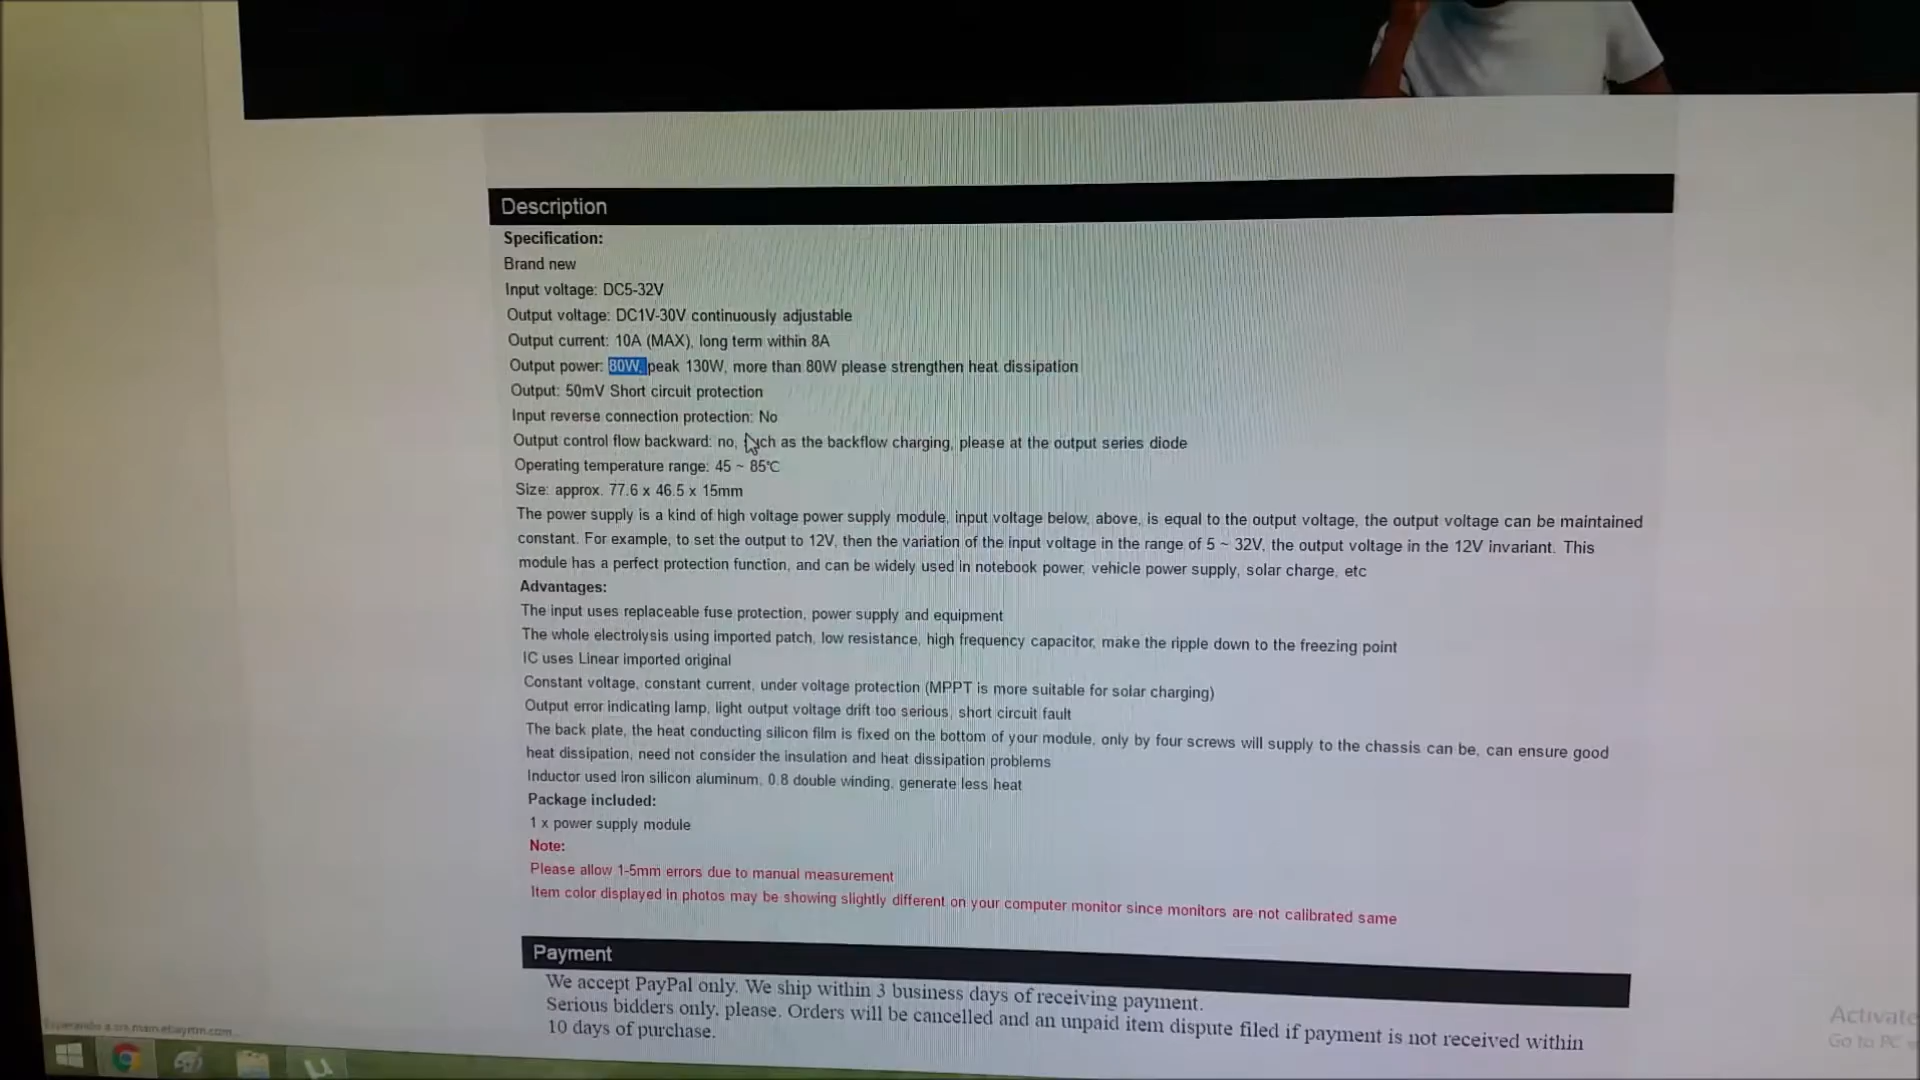 Description
Specification:
Brand new
Input voltage: DC5-32V
Output voltage: DC1V-30V continuously adjustable
Output current: 10A (MAX), long term within 8A
Output power: 80W, peak 130W, more than 80W please strengthen heat dissipation
Output: 50mV Short circuit protection
Input reverse connection protection: No
Output control flow backward: no, such as the backflow charging, please at the output series diode
Operating temperature range: 45 ~ 85℃
Size: approx. 77.6 x 46.5 x 15mm
The power supply is a kind of high voltage power supply module, input voltage below, above, is equal to the output voltage, the output voltage can be maintained
constant. For example, to set the output to 12V, then the variation of the input voltage in the range of 5 ~ 32V, the output voltage in the 12V invariant. This
module has a perfect protection function, and can be widely used in notebook power, vehicle power supply, solar charge, etc
Advantages:
The input uses replaceable fuse protection, power supply and equipment
The whole electrolysis using imported patch, low resistance, high frequency capacitor, make the ripple down to the freezing point
IC uses Linear imported original
Constant voltage, constant current, under voltage protection (MPPT is more suitable for solar charging)
Output error indicating lamp, light output voltage drift too serious, short circuit fault
The back plate, the heat conducting silicon film is fixed on the bottom of your module, only by four screws will supply to the chassis can be, can ensure good
heat dissipation, need not consider the insulation and heat dissipation problems
Inductor used iron silicon aluminum, 0.8 double winding, generate less heat
Package included:
1 x power supply module
Note:
Please allow 1-5mm errors due to manual measurement
Item color displayed in photos may be showing slightly different on your computer monitor since monitors are not calibrated same
Payment
We accept PayPal only. We ship within 3 business days of receiving payment.
Serious bidders only, please. Orders will be cancelled and an unpaid item dispute filed if payment is not received within
10 days of purchase.
Activate
Go to PC